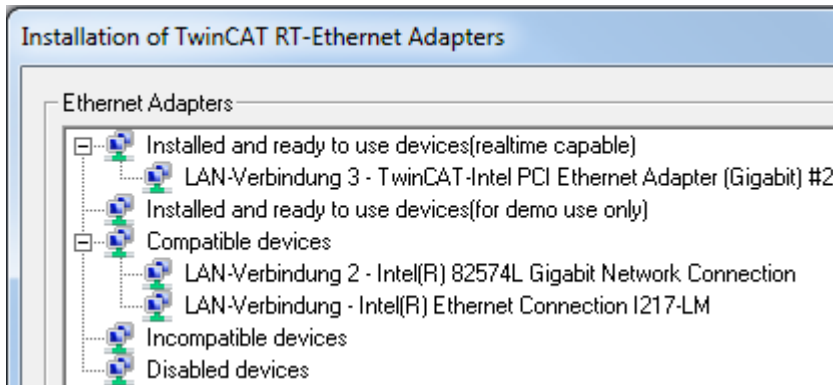 Installation of TwinCAT RT-Ethernet Adapters
Ethernet Adapters
Installed and ready to use devices(realtime capable)
LAN-Verbindung 3 - TwinCAT-Intel PCI Ethernet Adapter (Gigabit) #2
Installed and ready to use devices(for demo use only)
Compatible devices
LAN-Verbindung 2 - Intel(R) 82574L Gigabit Network Connection
LAN-Verbindung - Intel(R) Ethernet Connection I217-LM
Incompatible devices
Disabled devices